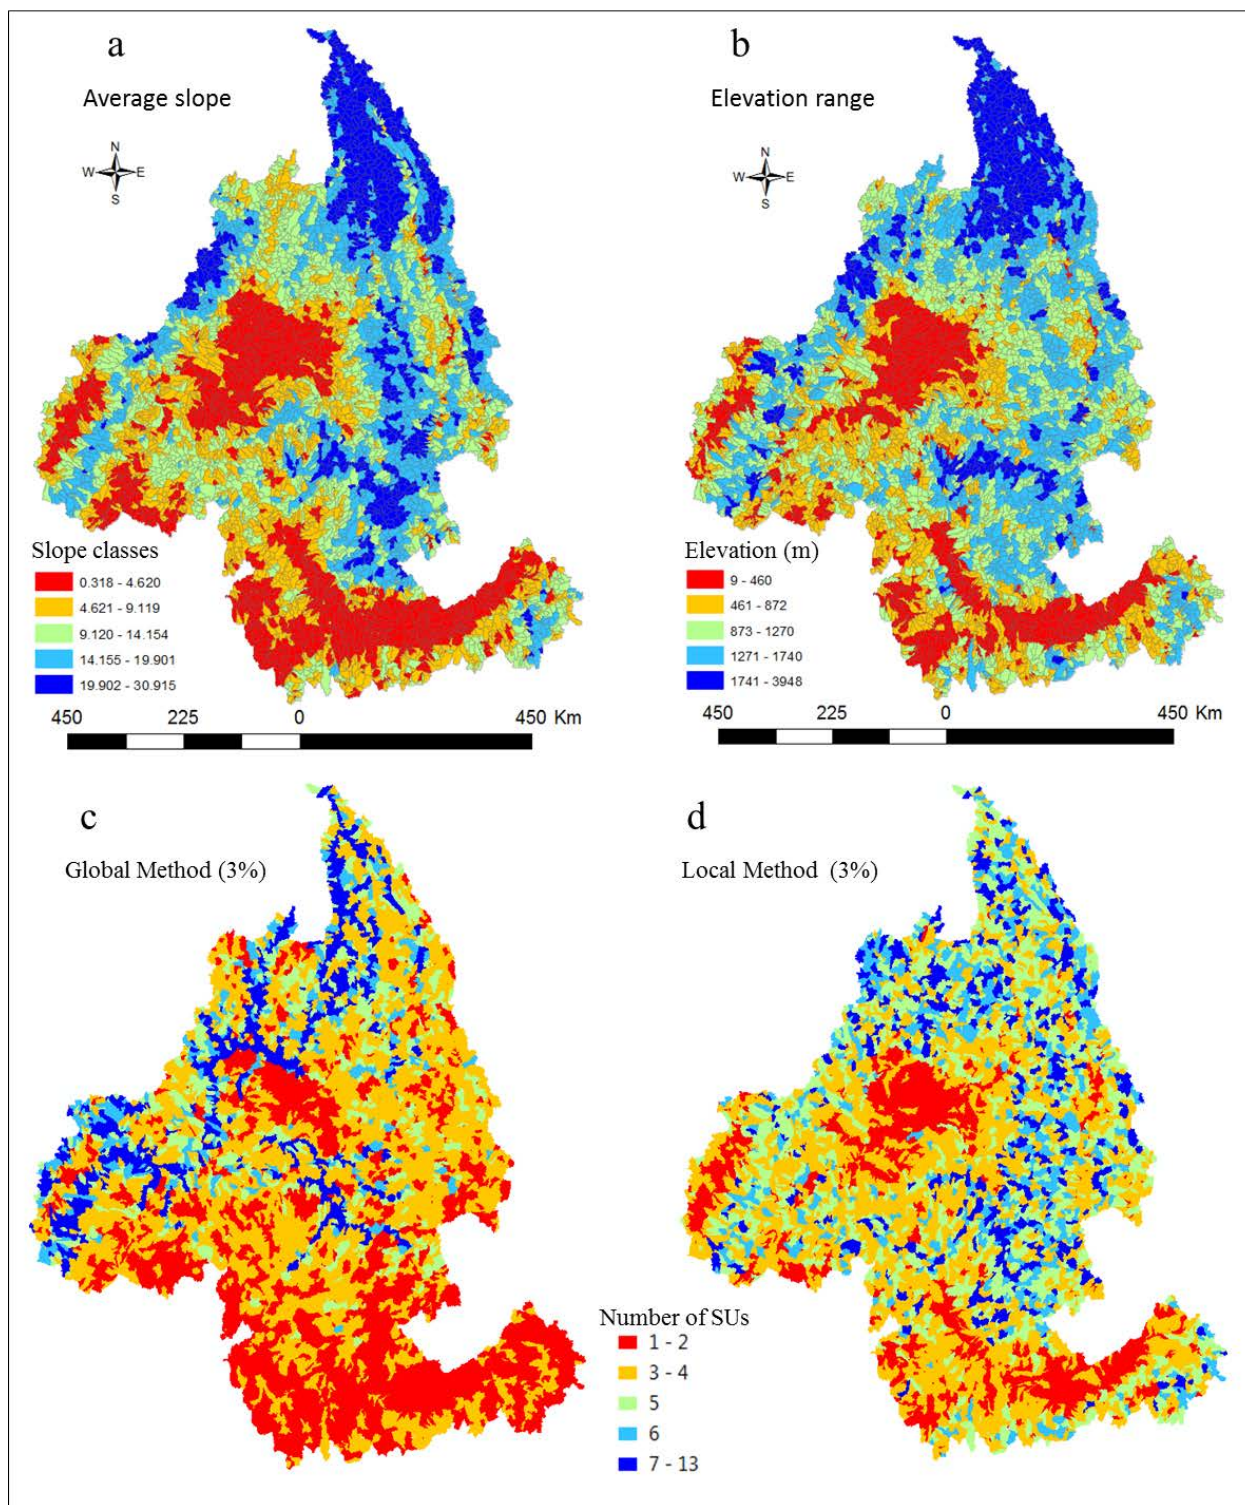 a
Average slope
N
W E
S
Slope classes
0.318 - 4.620
4.621 - 9.119
9.120 - 14.154
14.155 - 19.901
19.902 - 30.915
450 225 0 450 Km
b
Elevation range
N
W E
S
Elevation (m)
9 - 460
461 - 872
873 - 1270
1271 - 1740
1741 - 3948
450 225 0 450 Km
c
Global Method (3%)
d
Local Method (3%)
Number of SUs
1 - 2
3 - 4
5
6
7 - 13